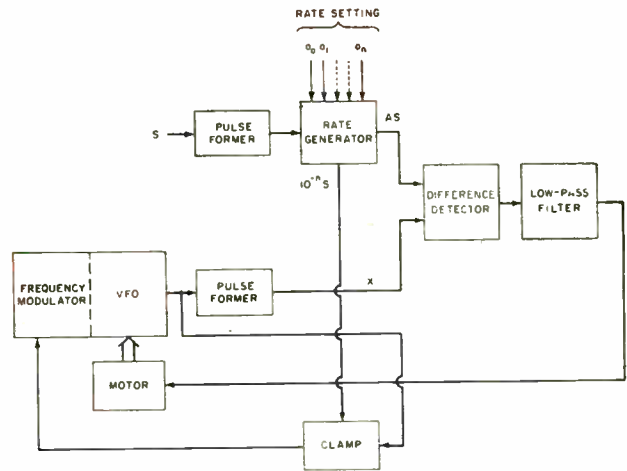 RATE SETTING
a₀ a₁ aₙ
S
PULSE
FORMER
RATE
GENERATOR
AS
10⁻ⁿS
DIFFERENCE
DETECTOR
LOW-PASS
FILTER
FREQUENCY
MODULATOR
VFO
PULSE
FORMER
X
MOTOR
CLAMP